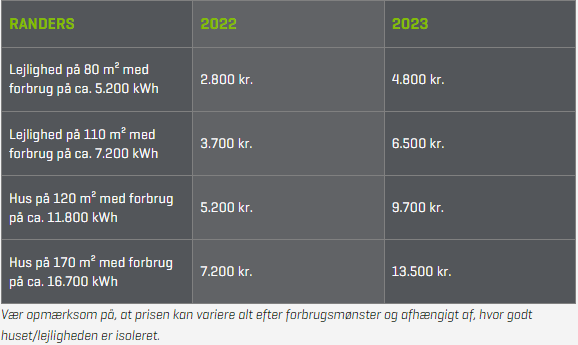 RANDERS 2022 2023
Lejlighed på 80 m² med
forbrug på ca. 5.200 kWh
2.800 kr. 4.800 kr.
Lejlighed på 110 m² med
forbrug på ca. 7.200 kWh
3.700 kr. 6.500 kr.
Hus på 120 m² med forbrug
på ca. 11.800 kWh
5.200 kr. 9.700 kr.
Hus på 170 m² med forbrug
på ca. 16.700 kWh
7.200 kr. 13.500 kr.
Vær opmærksom på, at prisen kan variere alt efter forbrugsmønster og afhængigt af, hvor godt
huset/lejligheden er isoleret.